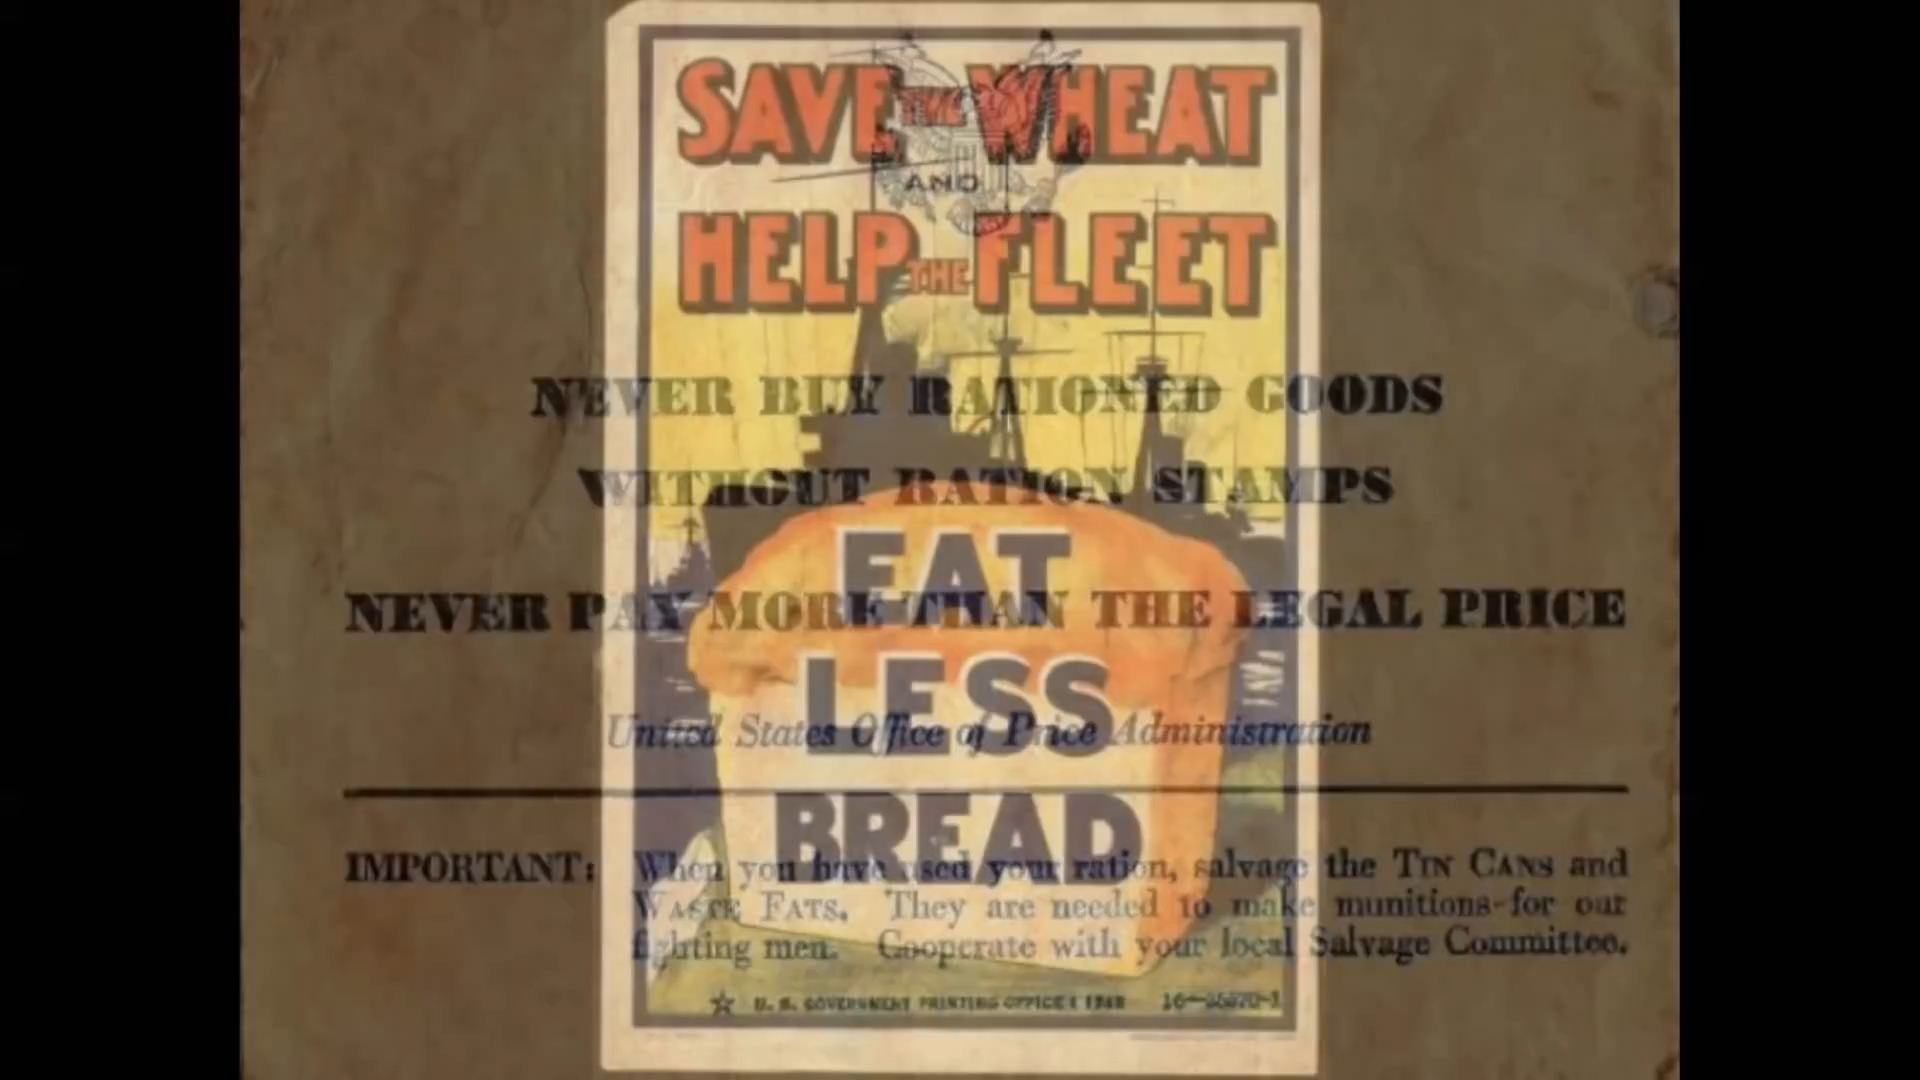 SAVE THE WHEAT
AND
HELP THE FLEET
EAT
LESS
BREAD
NEVER BUY RATIONED GOODS
WITHOUT RATION STAMPS
NEVER PAY MORE THAN THE LEGAL PRICE
United States Office of Price Administration
IMPORTANT: When you have used your ration, salvage the TIN CANS and
WASTE FATS. They are needed to make munitions for our
fighting men. Cooperate with your local Salvage Committee.
☆ U. S. GOVERNMENT PRINTING OFFICE :